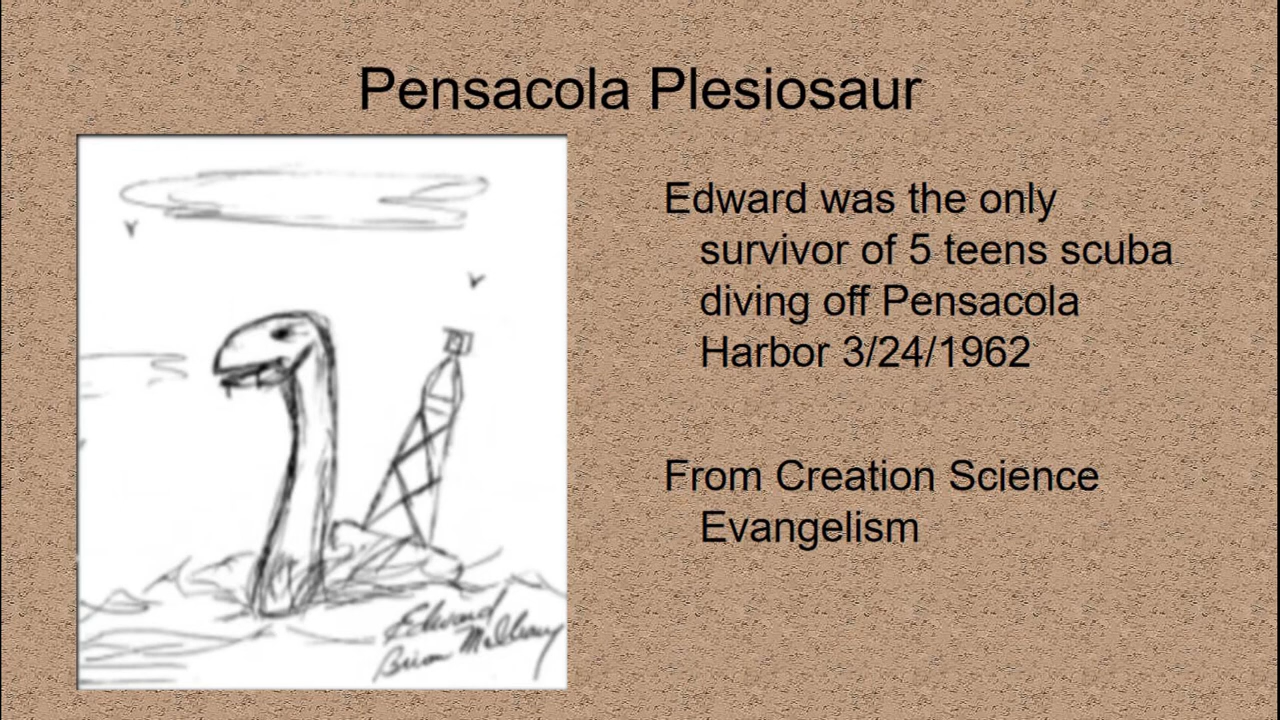 Pensacola Plesiosaur
Edward was the only
survivor of 5 teens scuba
diving off Pensacola
Harbor 3/24/1962
From Creation Science
Evangelism
Edward
Brian